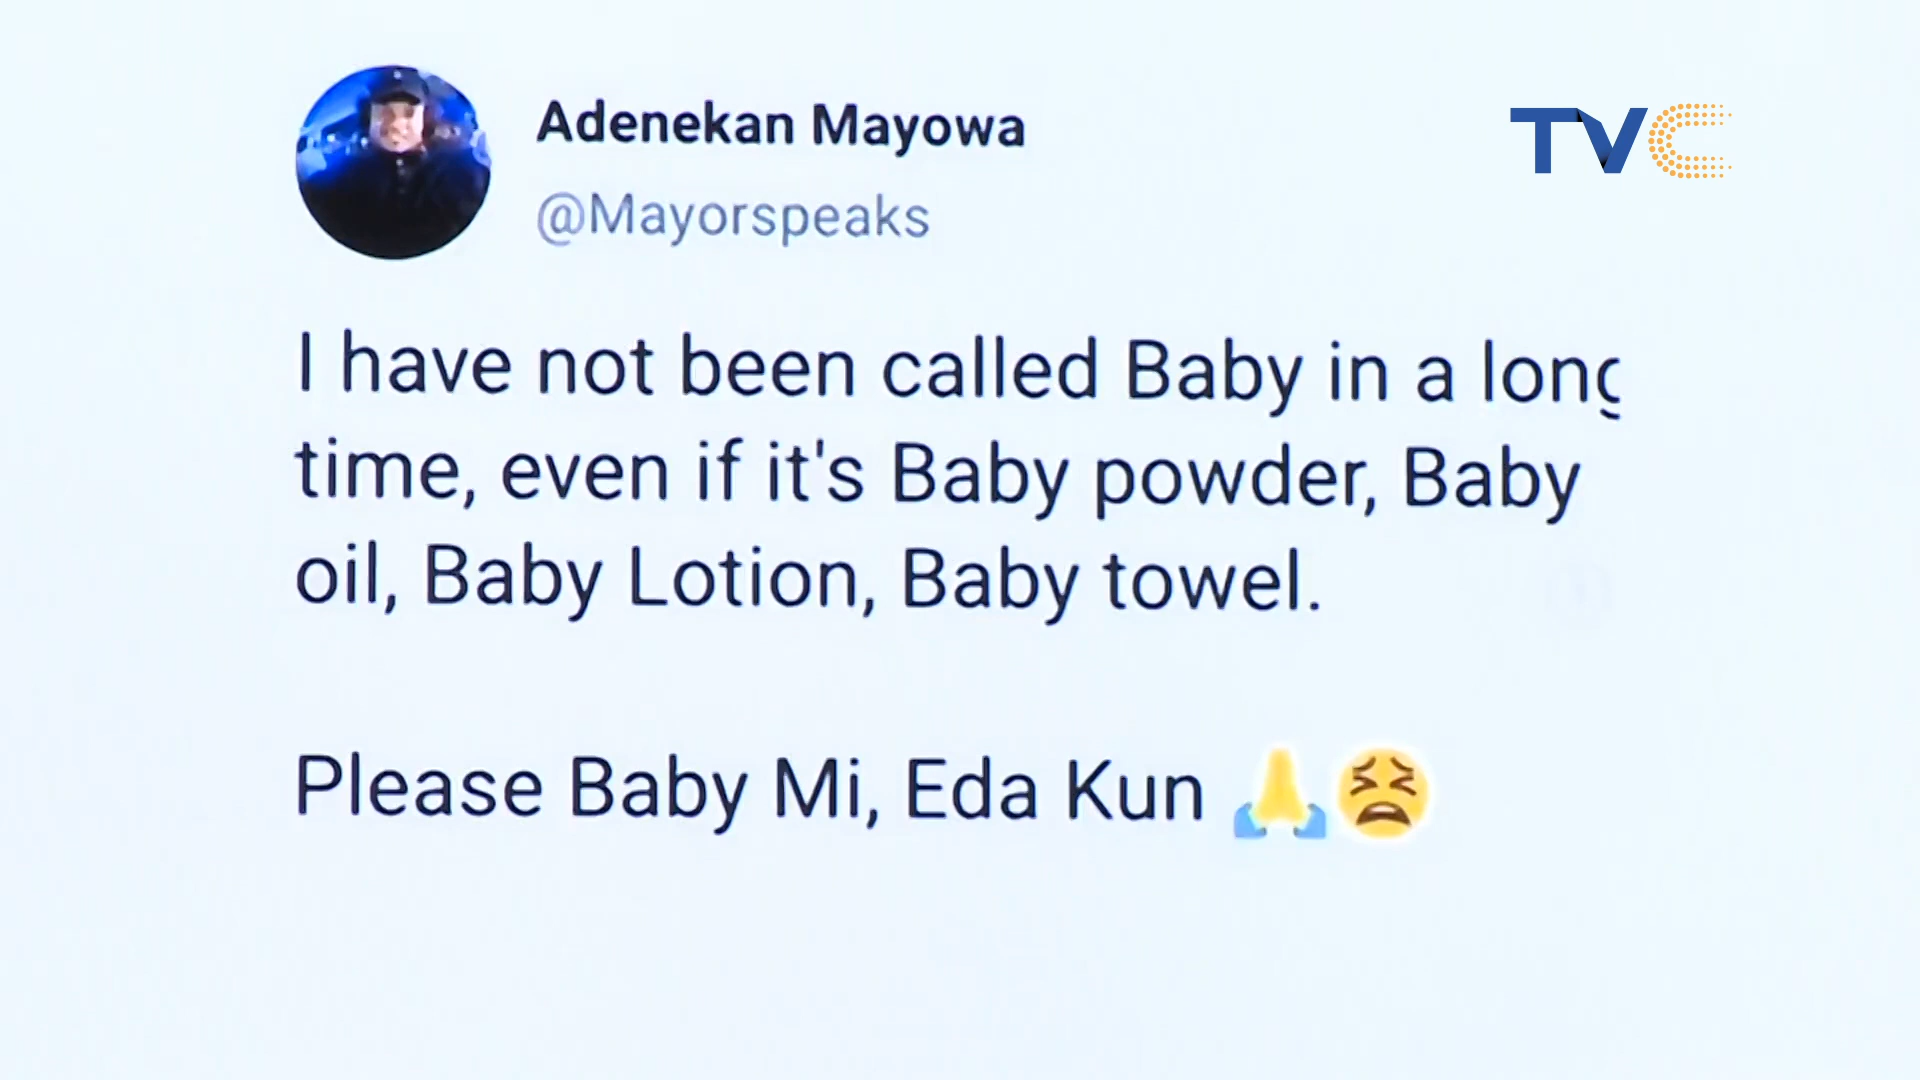 Adenekan Mayowa
@Mayorspeaks
TVC
I have not been called Baby in a long
time, even if it's Baby powder, Baby
oil, Baby Lotion, Baby towel.
Please Baby Mi, Eda Kun 🙏😫